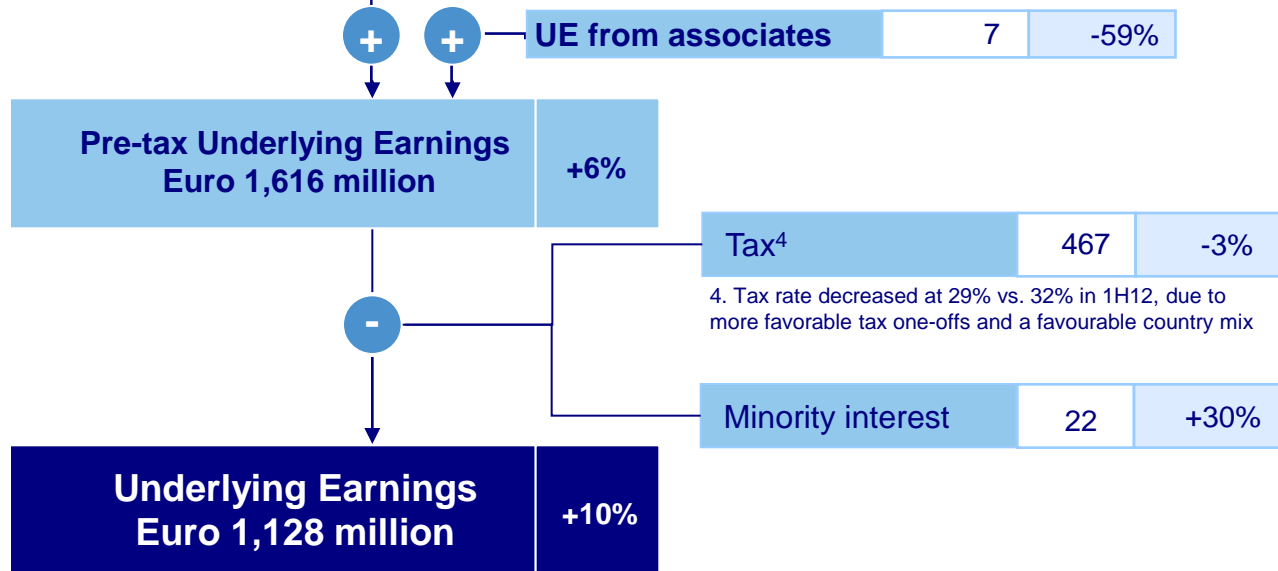 + + UE from associates 7 -59%
Pre-tax Underlying Earnings
Euro 1,616 million
+6%
Tax⁴ 467 -3%
4. Tax rate decreased at 29% vs. 32% in 1H12, due to
more favorable tax one-offs and a favourable country mix
-
Minority interest 22 +30%
Underlying Earnings
Euro 1,128 million
+10%